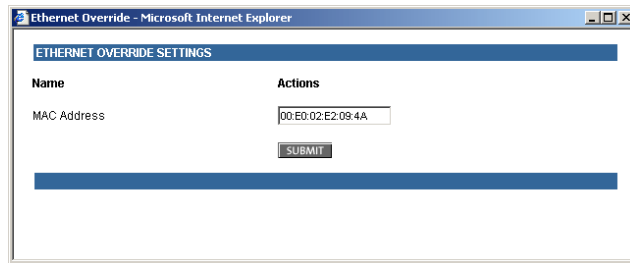 Ethernet Override - Microsoft Internet Explorer
ETHERNET OVERRIDE SETTINGS
Name Actions
MAC Address 00:E0:02:E2:09:4A
SUBMIT